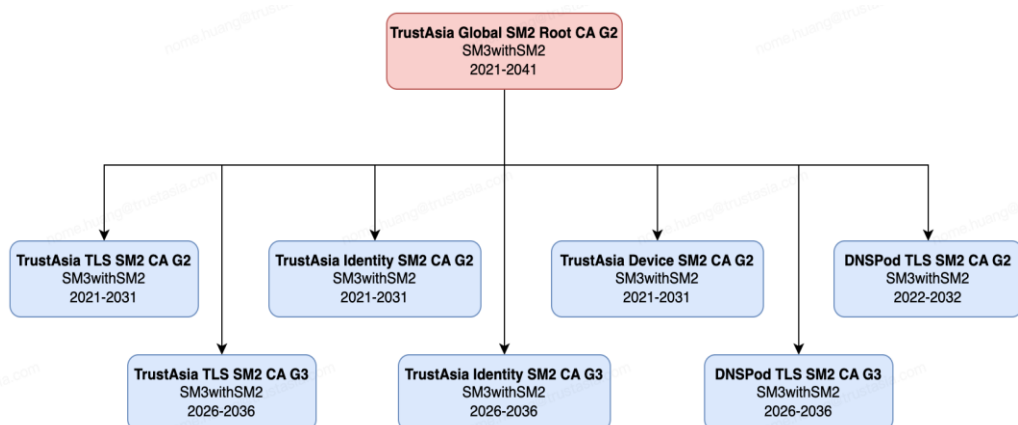 TrustAsia Global SM2 Root CA G2
SM3withSM2
2021-2041
TrustAsia TLS SM2 CA G2
SM3withSM2
2021-2031
TrustAsia Identity SM2 CA G2
SM3withSM2
2021-2031
TrustAsia Device SM2 CA G2
SM3withSM2
2021-2031
DNSPod TLS SM2 CA G2
SM3withSM2
2022-2032
TrustAsia TLS SM2 CA G3
SM3withSM2
2026-2036
TrustAsia Identity SM2 CA G3
SM3withSM2
2026-2036
DNSPod TLS SM2 CA G3
SM3withSM2
2026-2036